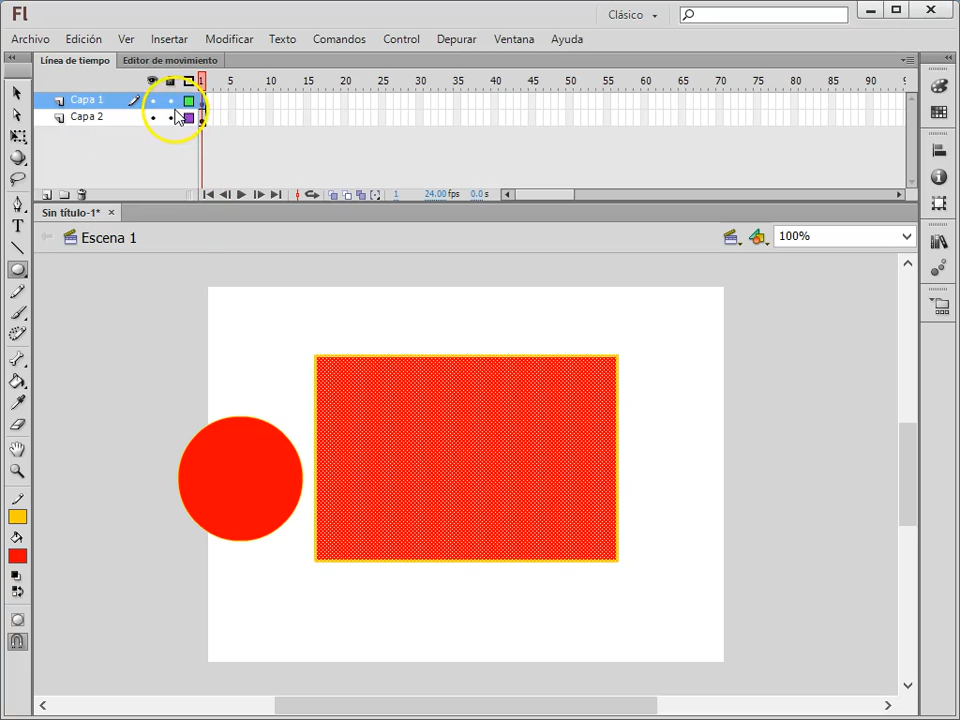 Fl
Clásico
Archivo Edición Ver Insertar Modificar Texto Comandos Control Depurar Ventana Ayuda
Línea de tiempo Editor de movimiento
1 5 10 15 20 25 30 35 40 45 50 55 60 65 70 75 80 85 90
Capa 1
Capa 2
1 24.00 fps 0.0 s
Sin título-1* ×
Escena 1 100%
T